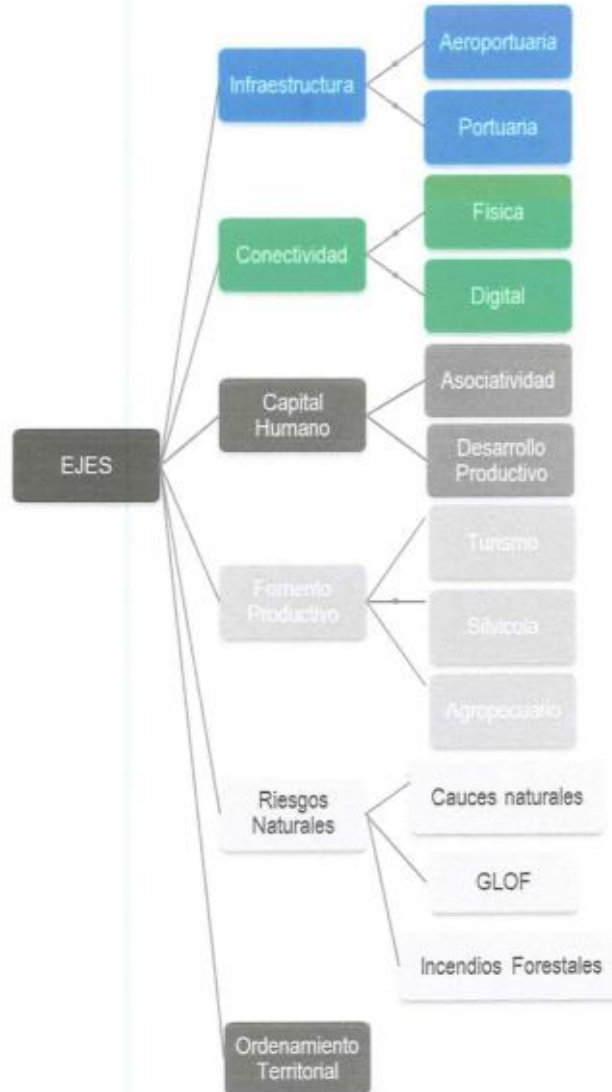 Aeroportuaria
Infraestructura
Portuaria
Física
Conectividad
Digital
Asociatividad
Capital
Humano
Desarrollo
Productivo
EJES
Turismo
Fomento
Productivo
Silvícola
Agropecuario
Riesgos
Naturales
Cauces naturales
GLOF
Incendios Forestales
Ordenamiento
Territorial